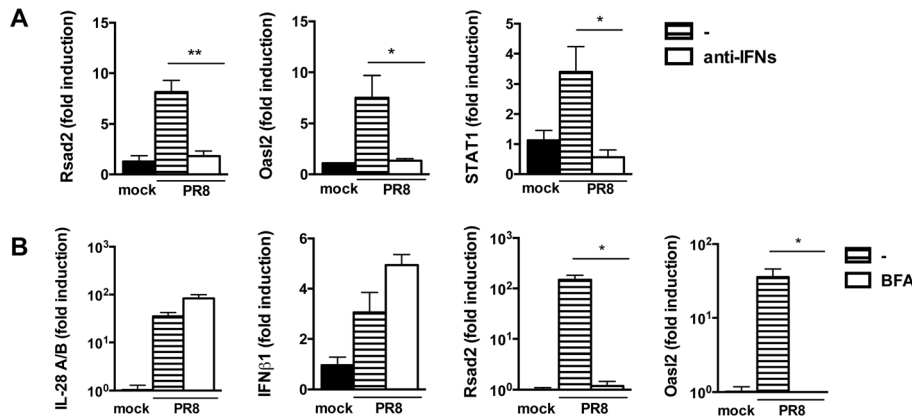 A
Rsad2 (fold induction)
15
10
5
0
**
mock
PR8
Oasl2 (fold induction)
15
10
5
0
*
mock
PR8
STAT1 (fold induction)
5
4
3
2
1
0
*
mock
PR8
-
anti-IFNs
B
IL-28 A/B (fold induction)
10³
10²
10¹
10⁰
mock
PR8
IFNβ1 (fold induction)
6
4
2
0
mock
PR8
Rsad2 (fold induction)
10³
10²
10¹
10⁰
*
mock
PR8
Oasl2 (fold induction)
10²
10¹
10⁰
*
mock
PR8
-
BFA